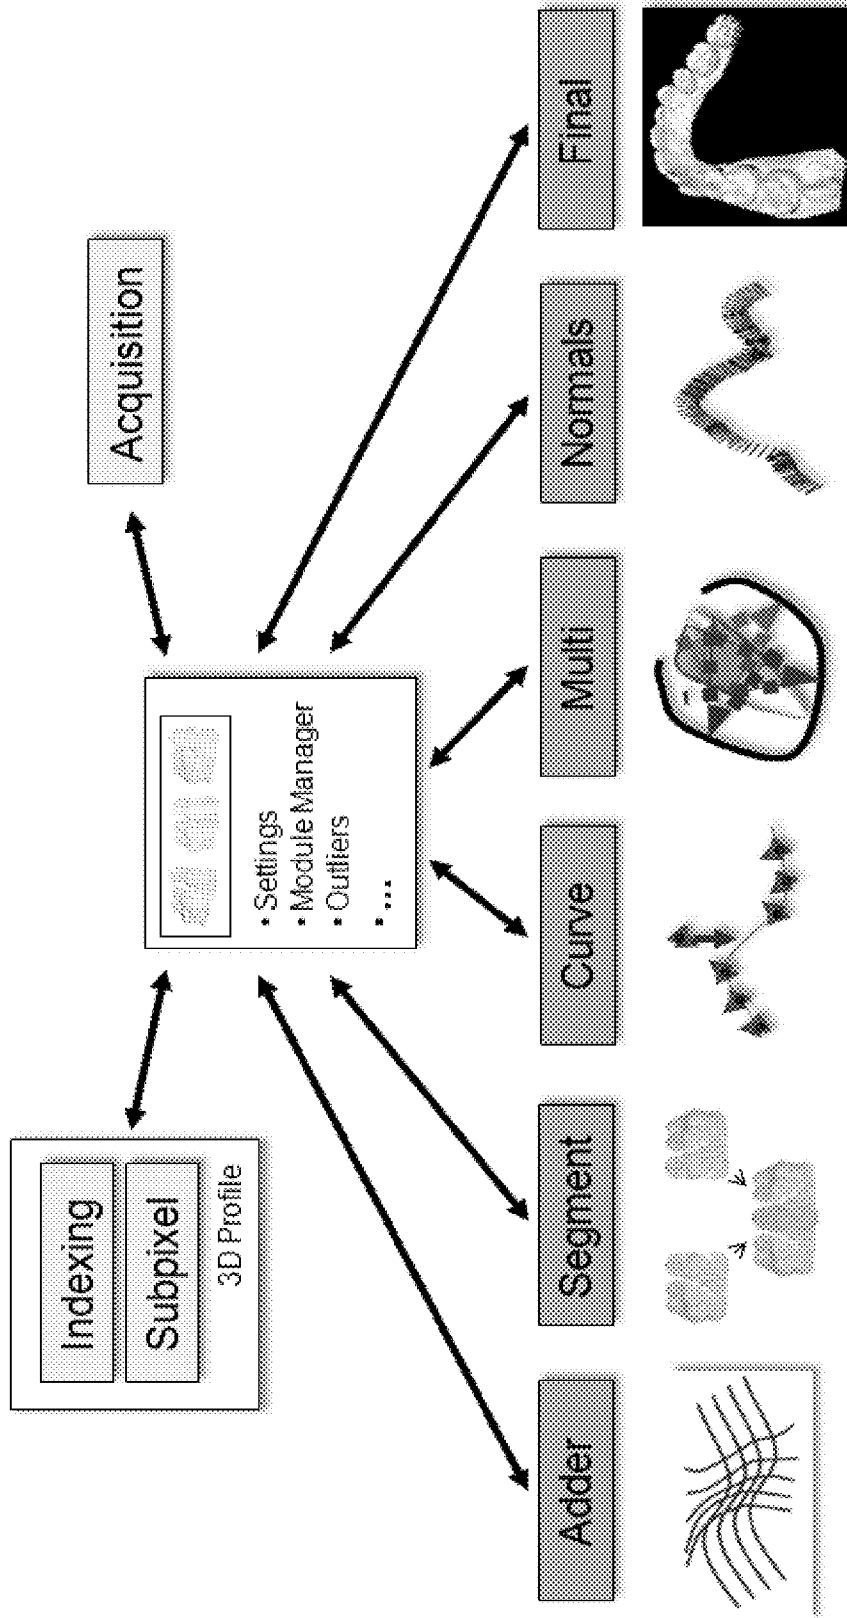 Indexing
Subpixel
3D Profile
Acquisition
• Settings
• Module Manager
• Outliers
• ...
Adder
Segment
Curve
Multi
Normals
Final